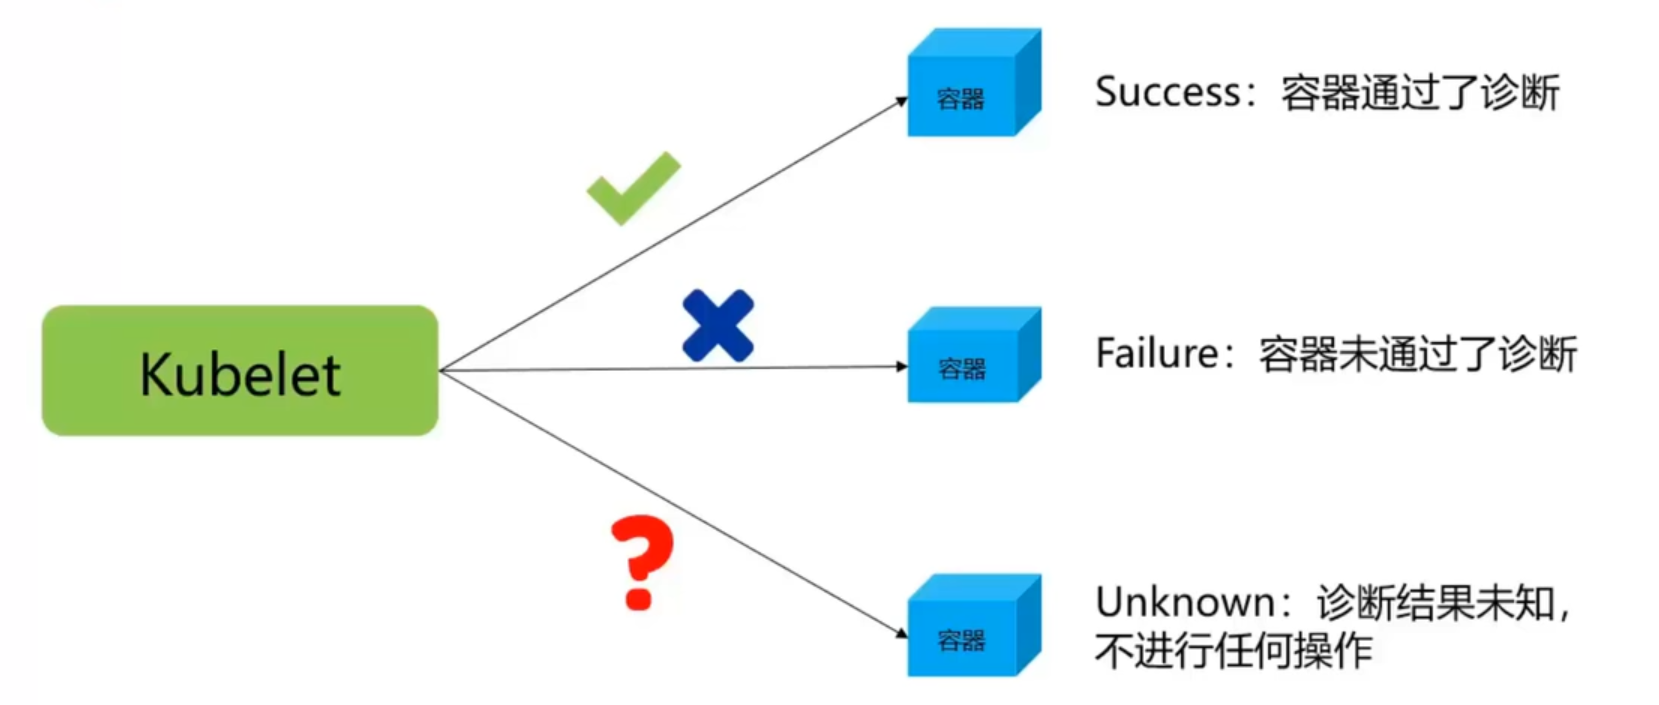 容器
Success：容器通过了诊断
Kubelet
容器
Failure：容器未通过了诊断
容器
Unknown：诊断结果未知，
不进行任何操作